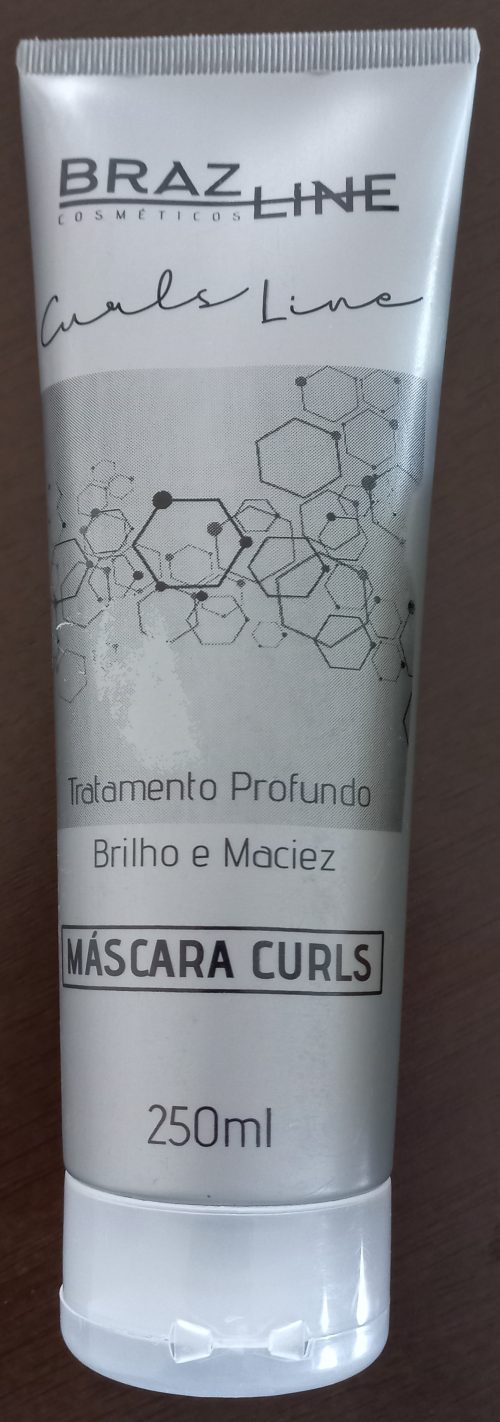 BRAZ LINE
COSMÉTICOS
Curls Line
Tratamento Profundo
Brilho e Maciez
MÁSCARA CURLS
250ml